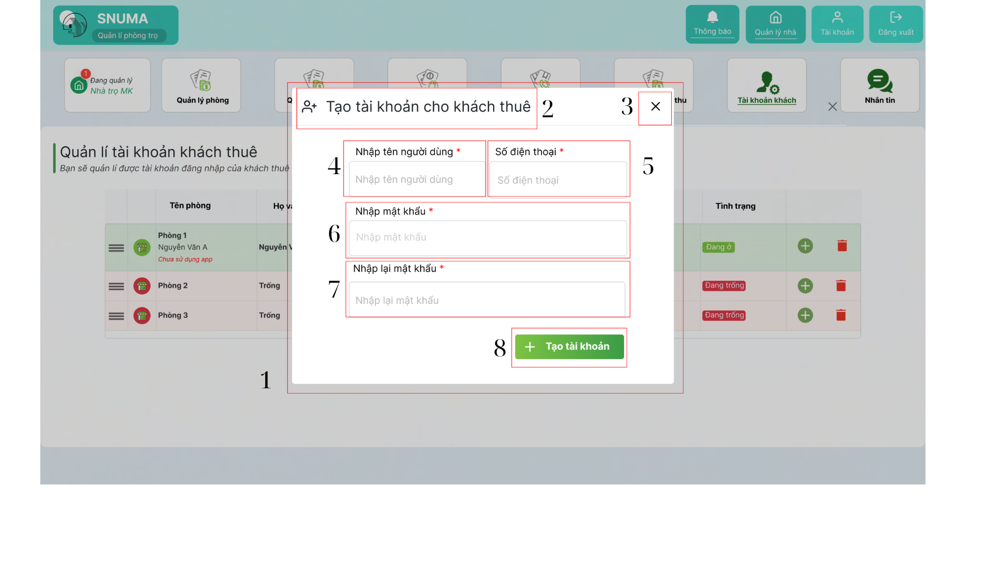 SNUMA
Quản lí phòng trọ
Thông báo
Quản lý nhà
Tài khoản
Đăng xuất
1
Đang quản lý
Nhà trọ MK
Quản lý phòng
thu
Tài khoản khách
Nhắn tin
Tạo tài khoản cho khách thuê
2
3
Quản lí tài khoản khách thuê
Bạn sẽ quản lí được tài khoản đăng nhập của khách thuê
4
Nhập tên người dùng *
Nhập tên người dùng
Số điện thoại *
Số điện thoại
5
Tên phòng
Họ
Tình trạng
6
Nhập mật khẩu *
Nhập mật khẩu
Phòng 1
Nguyễn Văn A
Chưa sử dụng app
Nguyễn
Đang ở
7
Nhập lại mật khẩu *
Nhập lại mật khẩu
Phòng 2
Trống
Đang trống
Phòng 3
Trống
Đang trống
8
Tạo tài khoản
1